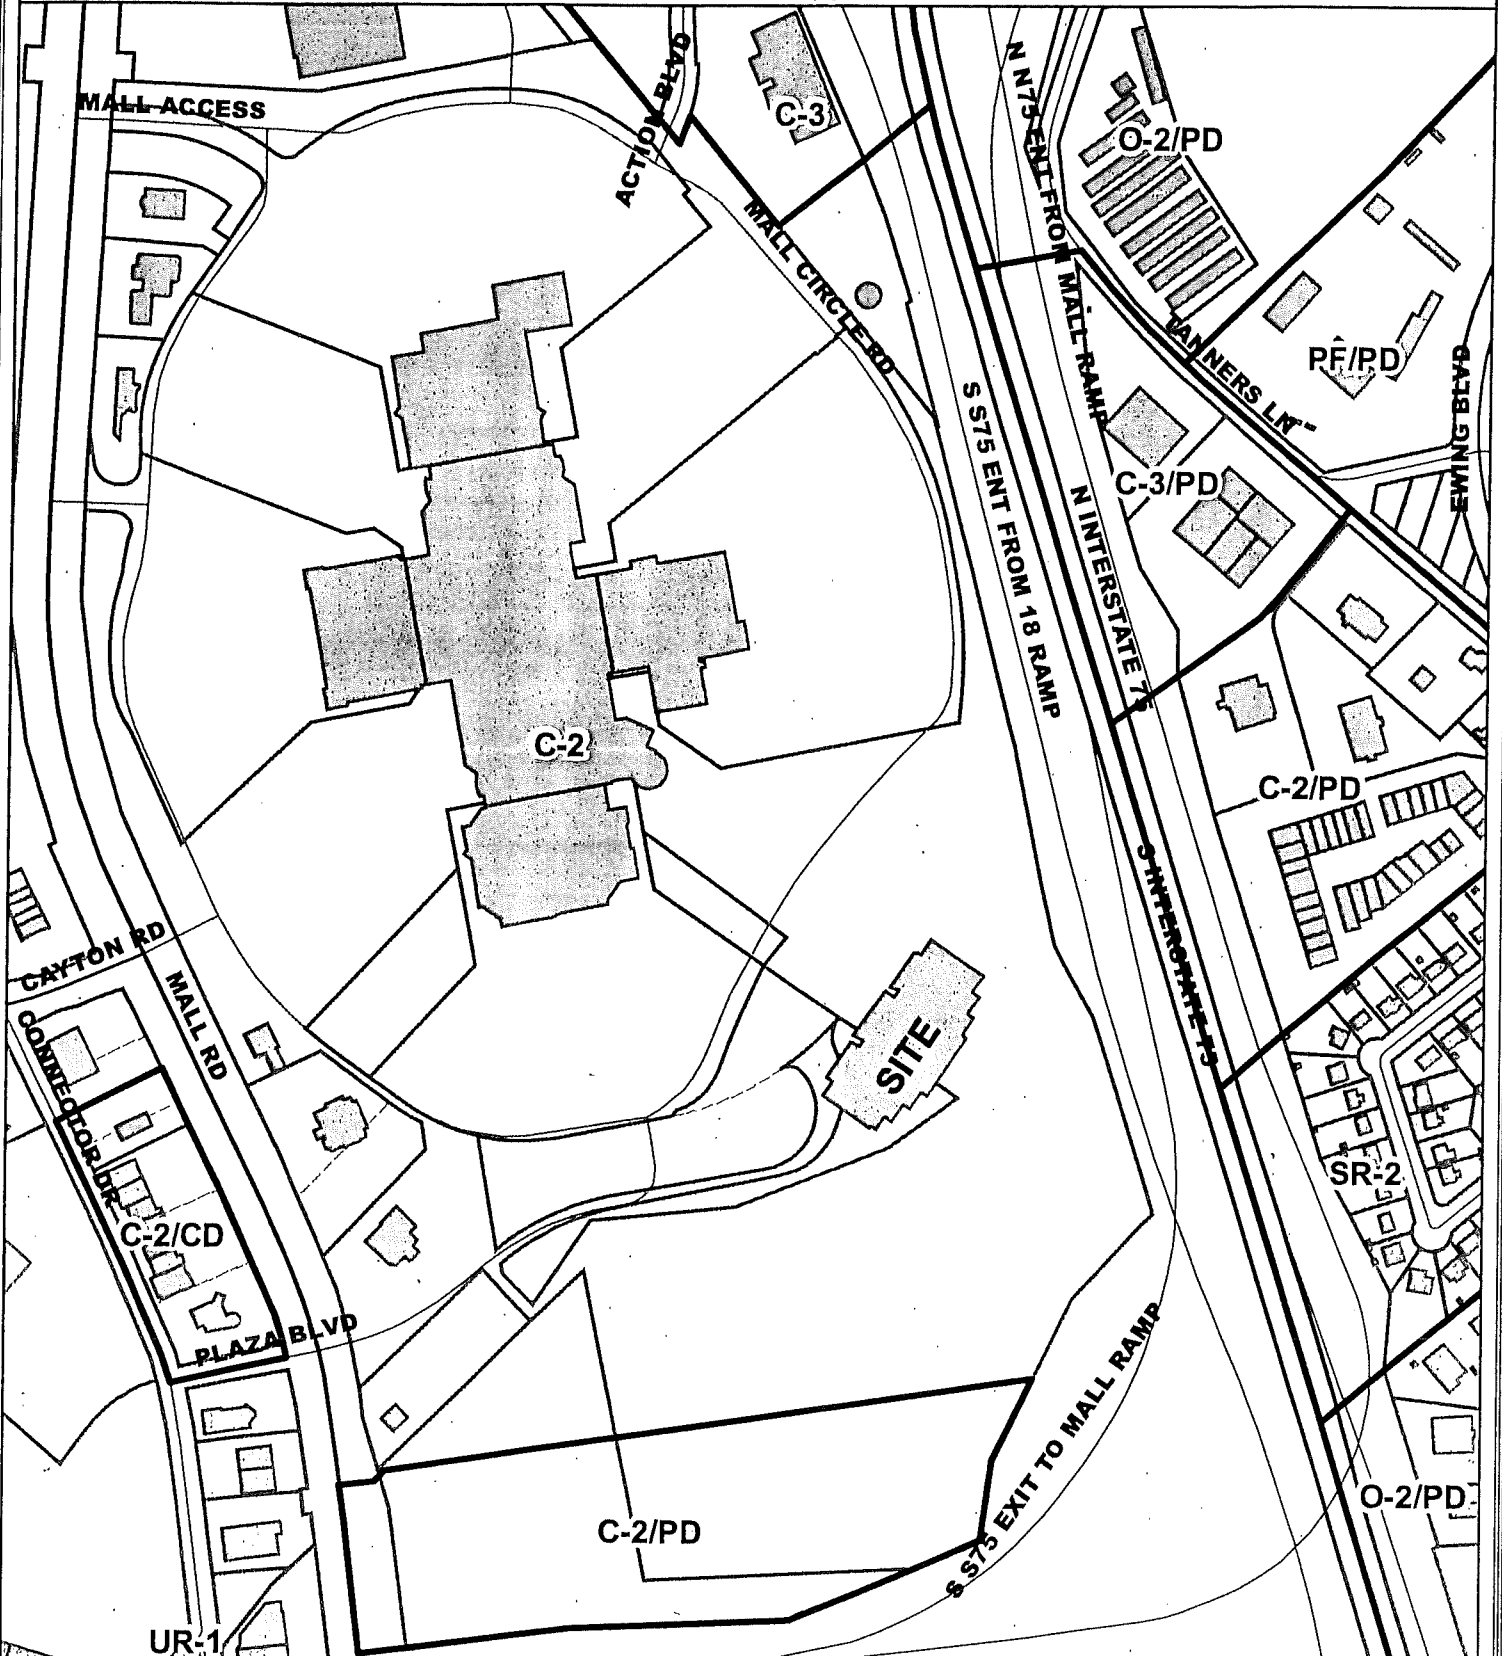 MALL ACCESS
ACTION BLVD
C-3
N N75 ENT FROM MALL RAMP
O-2/PD
MALL CIRCLE RD
TANNERS LN
PF/PD
EWING BLVD
S S75 ENT FROM 18 RAMP
C-3/PD
N INTERSTATE 75
C-2
C-2/PD
S INTERSTATE 75
CAYTON RD
MALL RD
CONNECTOR DR
SITE
SR-2
C-2/CD
PLAZA BLVD
S S75 EXIT TO MALL RAMP
O-2/PD
C-2/PD
UR-1